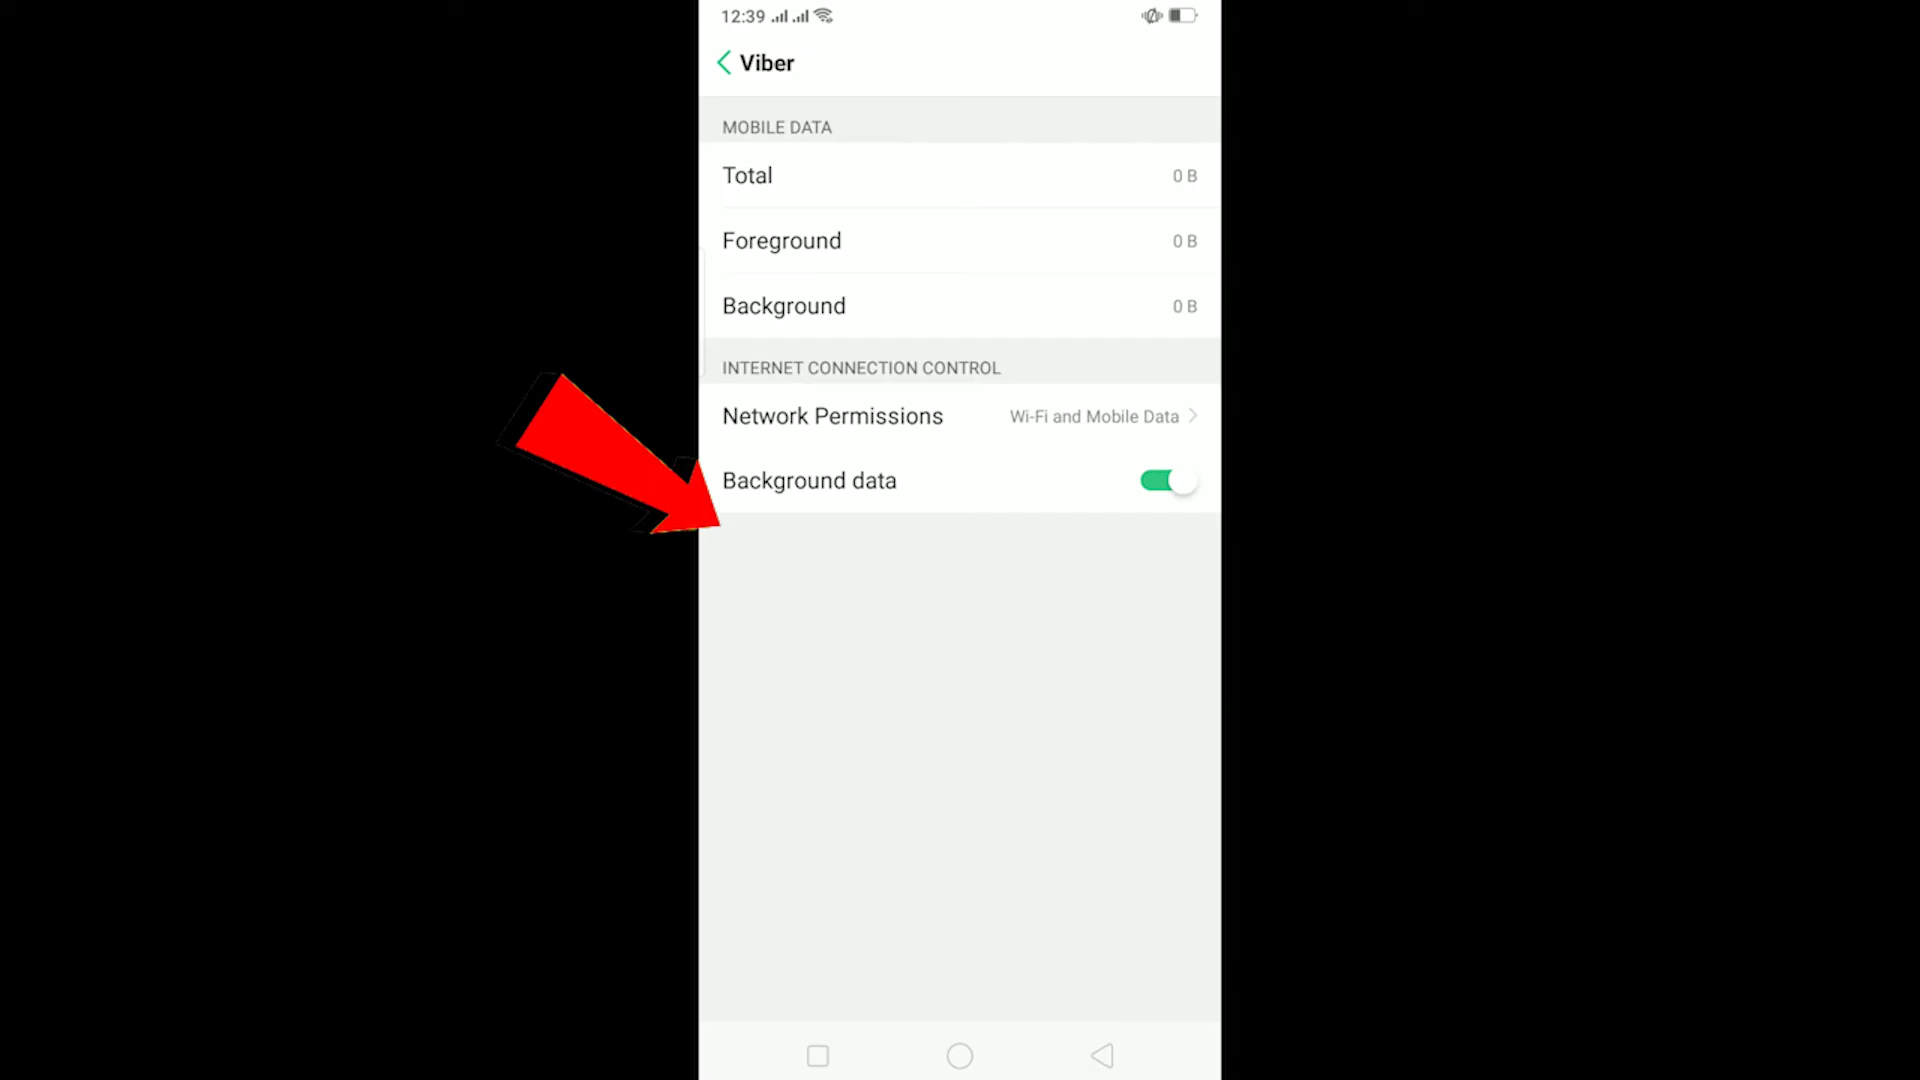 12:39
Viber
MOBILE DATA
Total 0 B
Foreground 0 B
Background 0 B
INTERNET CONNECTION CONTROL
Network Permissions Wi-Fi and Mobile Data
Background data